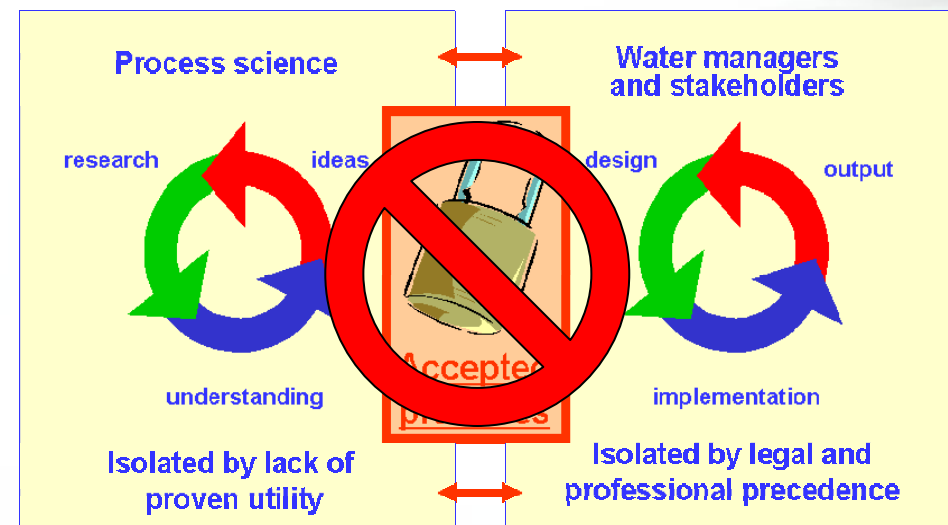 Process science
Water managers
and stakeholders
research
ideas
design
output
Accepted
understanding
implementation
Isolated by lack of
proven utility
Isolated by legal and
professional precedence